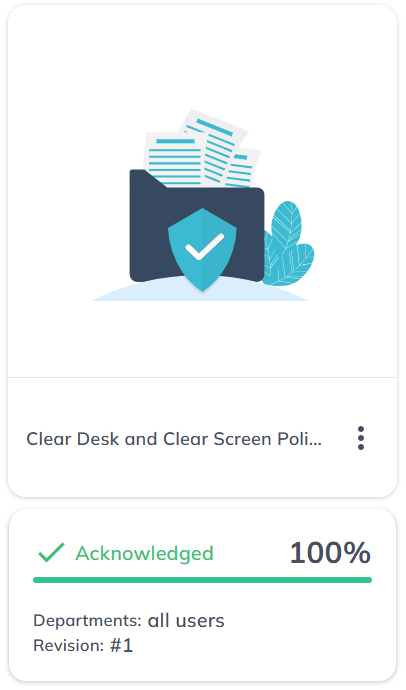 Clear Desk and Clear Screen Poli...
Acknowledged 100%
Departments: all users
Revision: #1